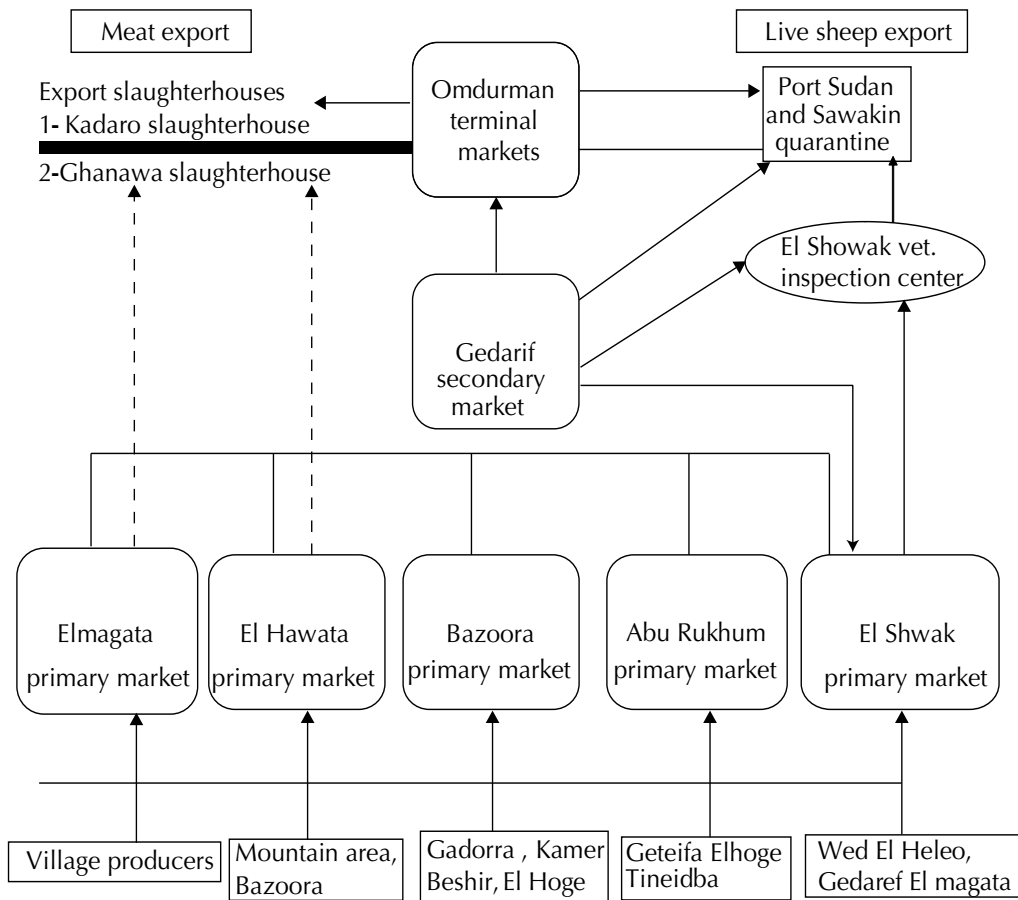 Meat export
Live sheep export
Export slaughterhouses
1- Kadaro slaughterhouse
2-Ghanawa slaughterhouse
Omdurman
terminal
markets
Port Sudan
and Sawakin
quarantine
El Showak vet.
inspection center
Gedarif
secondary
market
Elmagata
primary market
El Hawata
primary market
Bazoora
primary market
Abu Rukhum
primary market
El Shwak
primary market
Village producers
Mountain area,
Bazoora
Gadorra , Kamer
Beshir, El Hoge
Geteifa Elhoge
Tineidba
Wed El Heleo,
Gedaref El magata